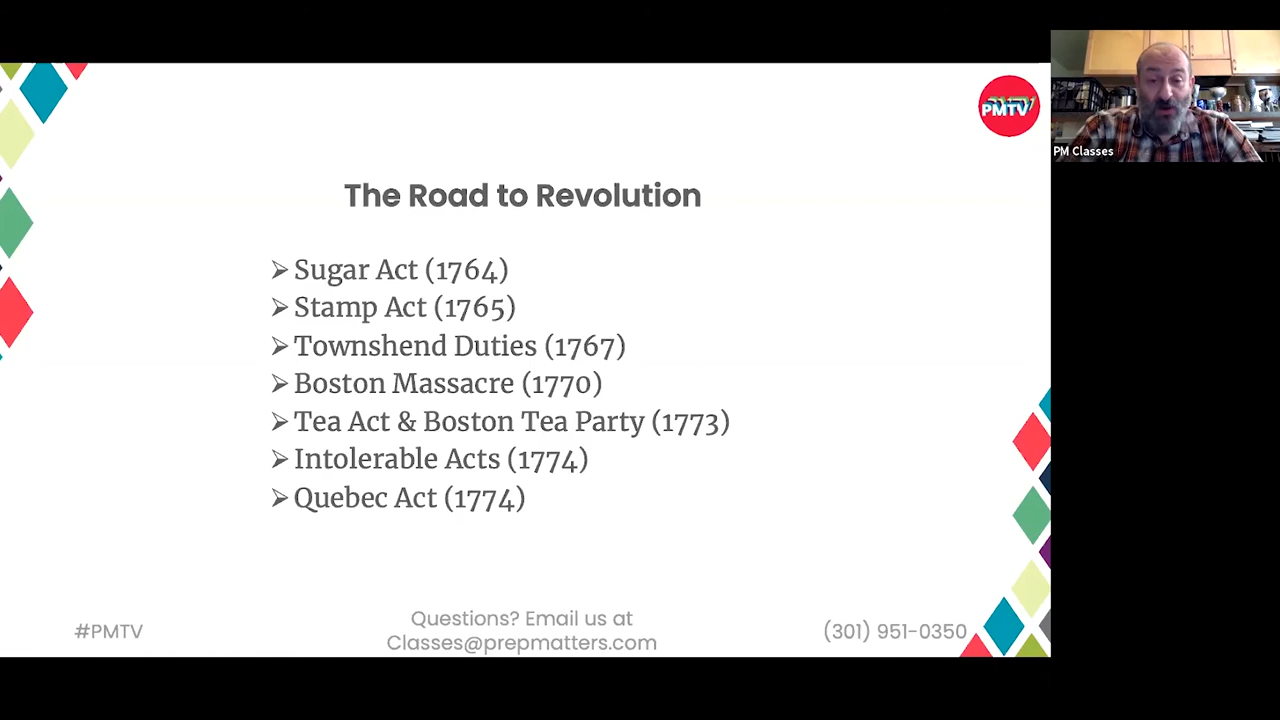 PMTV
PM Classes
The Road to Revolution
➢ Sugar Act (1764)
➢ Stamp Act (1765)
➢ Townshend Duties (1767)
➢ Boston Massacre (1770)
➢ Tea Act & Boston Tea Party (1773)
➢ Intolerable Acts (1774)
➢ Quebec Act (1774)
#PMTV
Questions? Email us at
Classes@prepmatters.com
(301) 951-0350